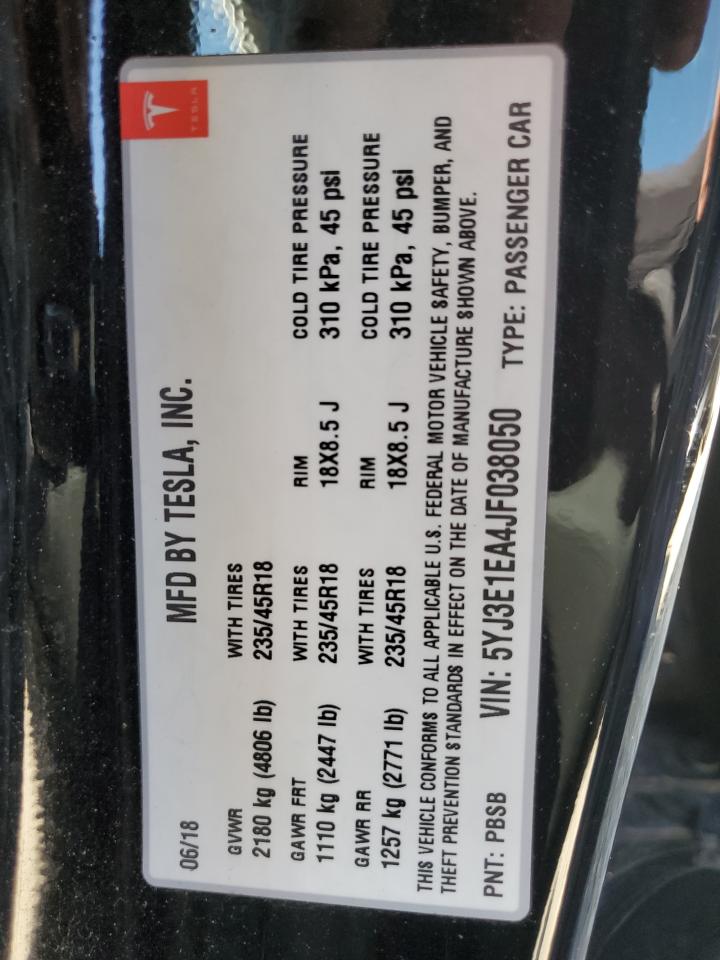 TESLA
06/18 MFD BY TESLA, INC.
GVWR WITH TIRES
2180 kg (4806 lb) 235/45R18
GAWR FRT WITH TIRES RIM COLD TIRE PRESSURE
1110 kg (2447 lb) 235/45R18 18X8.5 J 310 kPa, 45 psi
GAWR RR WITH TIRES RIM COLD TIRE PRESSURE
1257 kg (2771 lb) 235/45R18 18X8.5 J 310 kPa, 45 psi
THIS VEHICLE CONFORMS TO ALL APPLICABLE U.S. FEDERAL MOTOR VEHICLE SAFETY, BUMPER, AND
THEFT PREVENTION STANDARDS IN EFFECT ON THE DATE OF MANUFACTURE SHOWN ABOVE.
PNT: PBSB VIN: 5YJ3E1EA4JF038050 TYPE: PASSENGER CAR